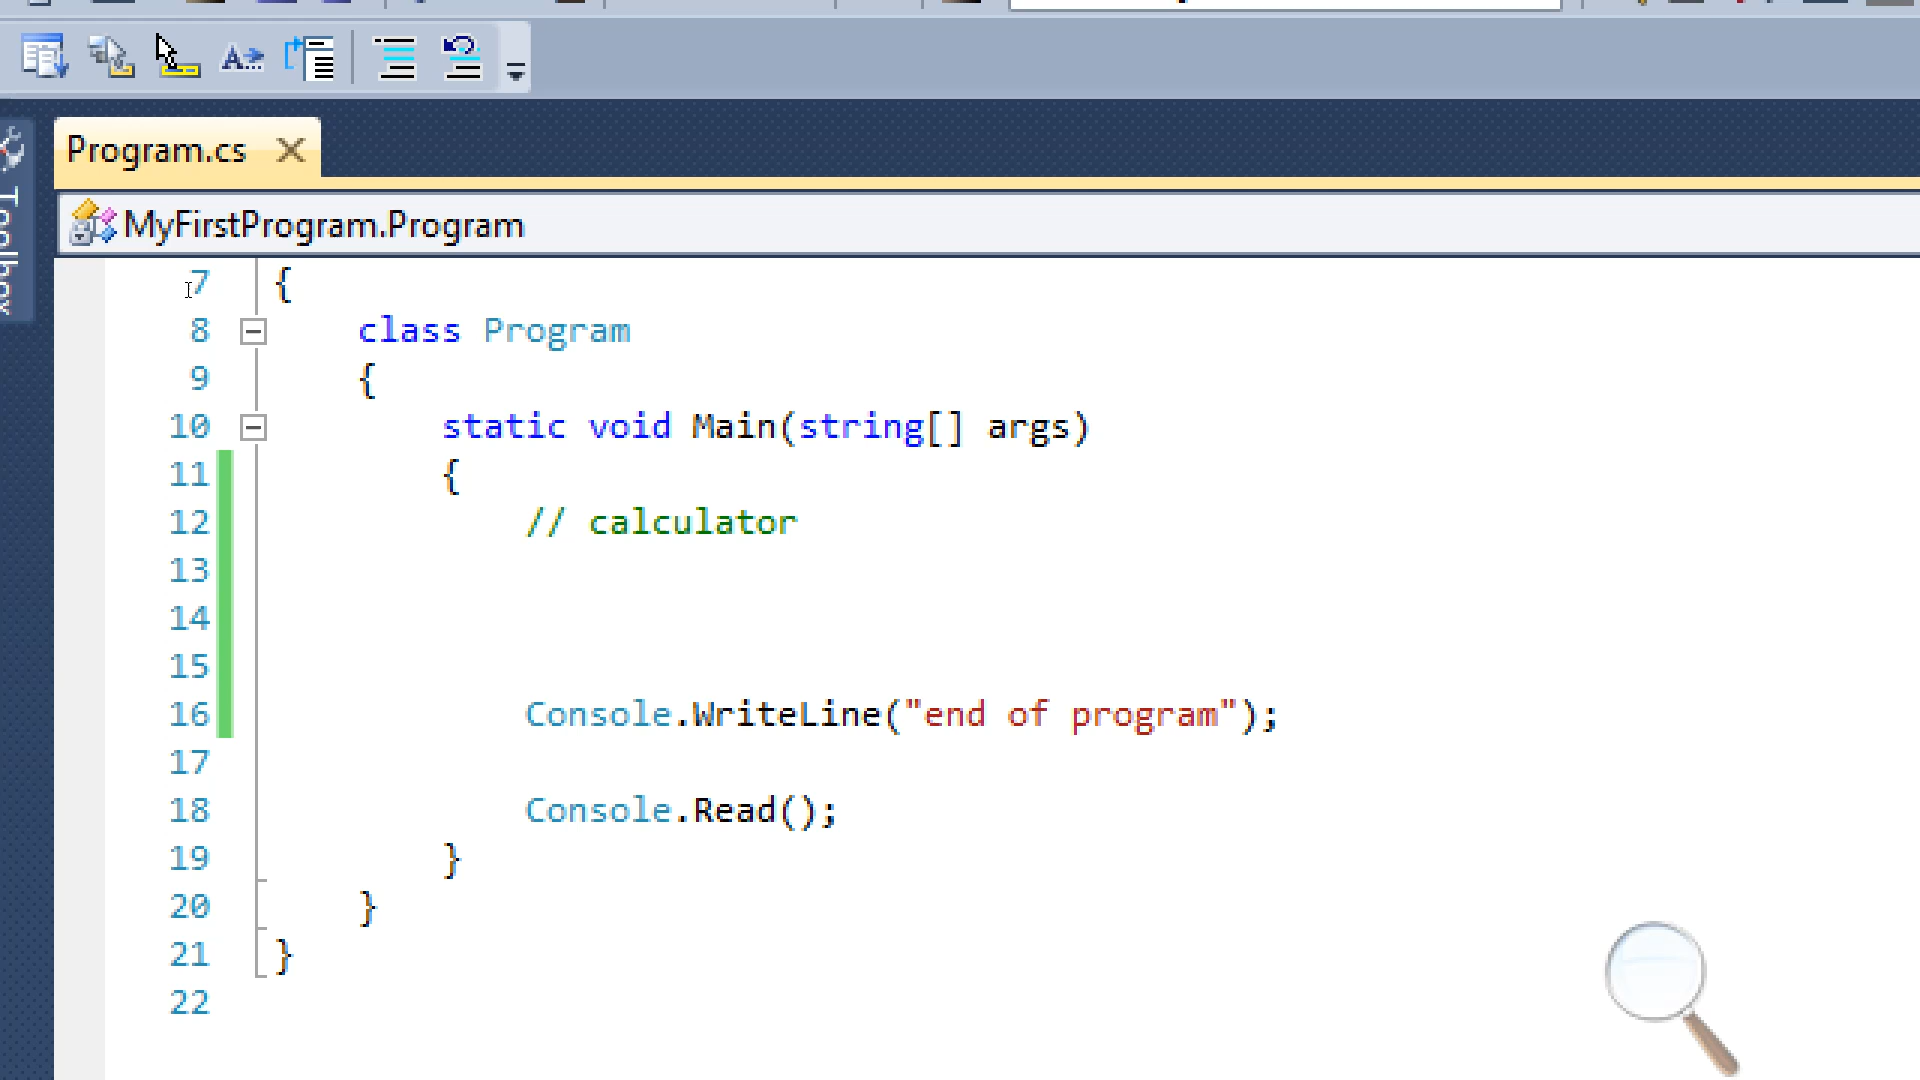 Program.cs
Toolbox
MyFirstProgram.Program
7 {
8 class Program
9 {
10 static void Main(string[] args)
11 {
12 // calculator
13
14
15
16 Console.WriteLine("end of program");
17
18 Console.Read();
19 }
20 }
21 }
22